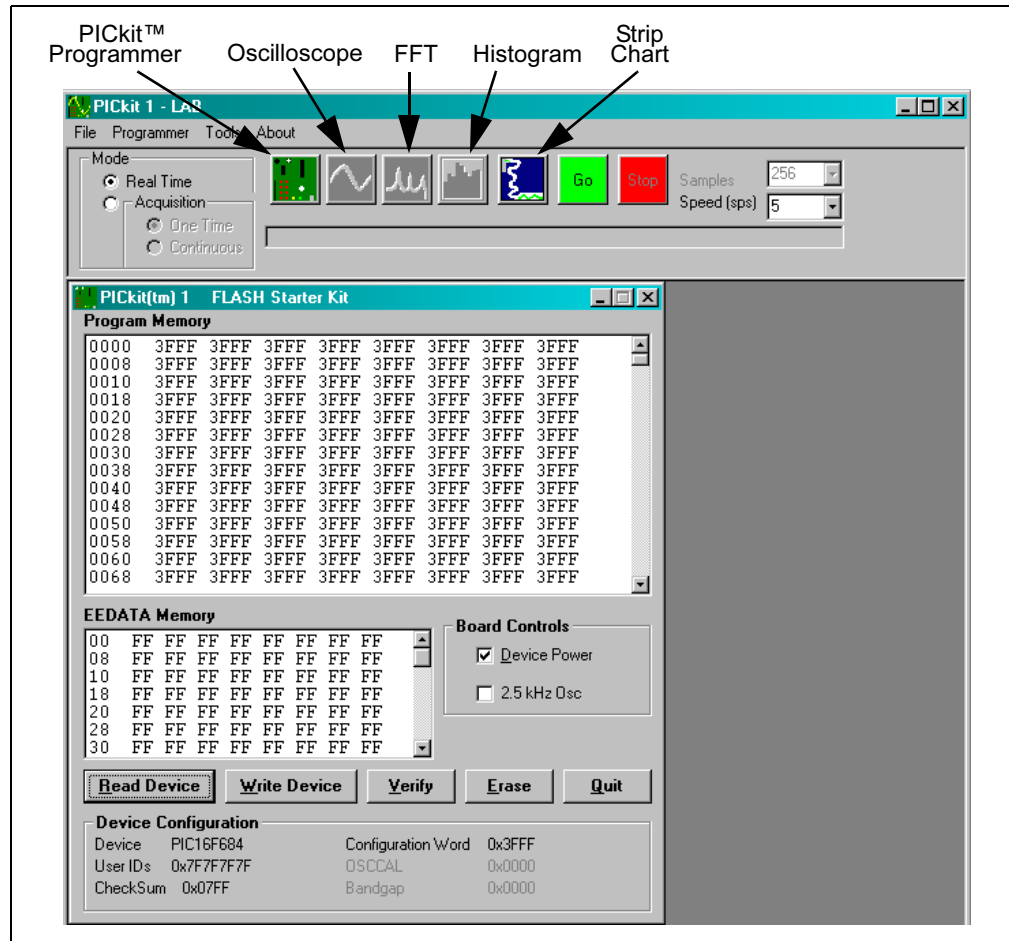 PICkit™
Programmer
Oscilloscope
FFT
Histogram
Strip
Chart
PICkit 1 - LAB
File Programmer Tools About
Mode
Real Time
Acquisition
One Time
Continuous
Go
Stop
Samples 256
Speed (sps) 5
PICkit(tm) 1 FLASH Starter Kit
Program Memory
0000 3FFF 3FFF 3FFF 3FFF 3FFF 3FFF 3FFF 3FFF
0008 3FFF 3FFF 3FFF 3FFF 3FFF 3FFF 3FFF 3FFF
0010 3FFF 3FFF 3FFF 3FFF 3FFF 3FFF 3FFF 3FFF
0018 3FFF 3FFF 3FFF 3FFF 3FFF 3FFF 3FFF 3FFF
0020 3FFF 3FFF 3FFF 3FFF 3FFF 3FFF 3FFF 3FFF
0028 3FFF 3FFF 3FFF 3FFF 3FFF 3FFF 3FFF 3FFF
0030 3FFF 3FFF 3FFF 3FFF 3FFF 3FFF 3FFF 3FFF
0038 3FFF 3FFF 3FFF 3FFF 3FFF 3FFF 3FFF 3FFF
0040 3FFF 3FFF 3FFF 3FFF 3FFF 3FFF 3FFF 3FFF
0048 3FFF 3FFF 3FFF 3FFF 3FFF 3FFF 3FFF 3FFF
0050 3FFF 3FFF 3FFF 3FFF 3FFF 3FFF 3FFF 3FFF
0058 3FFF 3FFF 3FFF 3FFF 3FFF 3FFF 3FFF 3FFF
0060 3FFF 3FFF 3FFF 3FFF 3FFF 3FFF 3FFF 3FFF
0068 3FFF 3FFF 3FFF 3FFF 3FFF 3FFF 3FFF 3FFF
EEDATA Memory
00 FF FF FF FF FF FF FF FF
08 FF FF FF FF FF FF FF FF
10 FF FF FF FF FF FF FF FF
18 FF FF FF FF FF FF FF FF
20 FF FF FF FF FF FF FF FF
28 FF FF FF FF FF FF FF FF
30 FF FF FF FF FF FF FF FF
Board Controls
Device Power
2.5 kHz Osc
Read Device Write Device Verify Erase Quit
Device Configuration
Device PIC16F684 Configuration Word 0x3FFF
User IDs 0x7F7F7F7F OSCCAL 0x0000
CheckSum 0x07FF Bandgap 0x0000